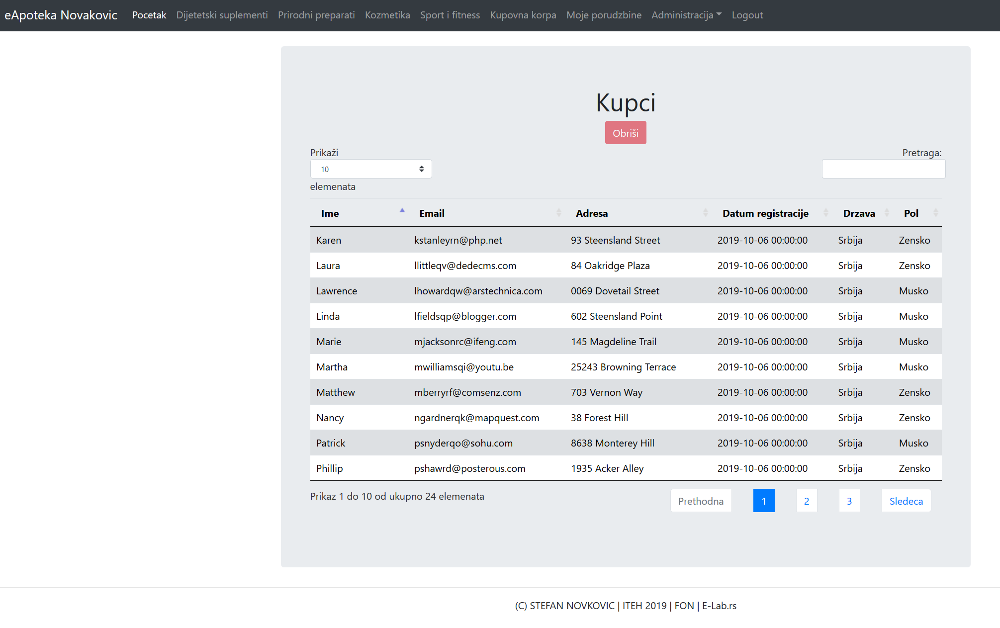 eApoteka Novakovic Pocetak Dijetetski suplementi Prirodni preparati Kozmetika Sport i fitness Kupovna korpa Moje porudzbine Administracija Logout
Kupci
Obriši
Prikaži
10
elemenata
Pretraga:
Ime Email Adresa Datum registracije Drzava Pol
Karen kstanleyrn@php.net 93 Steensland Street 2019-10-06 00:00:00 Srbija Zensko
Laura llittleqv@dedecms.com 84 Oakridge Plaza 2019-10-06 00:00:00 Srbija Zensko
Lawrence lhowardqw@arstechnica.com 0069 Dovetail Street 2019-10-06 00:00:00 Srbija Musko
Linda lfieldsqp@blogger.com 602 Steensland Point 2019-10-06 00:00:00 Srbija Musko
Marie mjacksonrc@ifeng.com 145 Magdeline Trail 2019-10-06 00:00:00 Srbija Musko
Martha mwilliamsqi@youtu.be 25243 Browning Terrace 2019-10-06 00:00:00 Srbija Musko
Matthew mberryrf@comsenz.com 703 Vernon Way 2019-10-06 00:00:00 Srbija Zensko
Nancy ngardnerqk@mapquest.com 38 Forest Hill 2019-10-06 00:00:00 Srbija Zensko
Patrick psnyderqo@sohu.com 8638 Monterey Hill 2019-10-06 00:00:00 Srbija Musko
Phillip pshawrd@posterous.com 1935 Acker Alley 2019-10-06 00:00:00 Srbija Zensko
Prikaz 1 do 10 od ukupno 24 elemenata
Prethodna 1 2 3 Sledeca
(C) STEFAN NOVKOVIC | ITEH 2019 | FON | E-Lab.rs